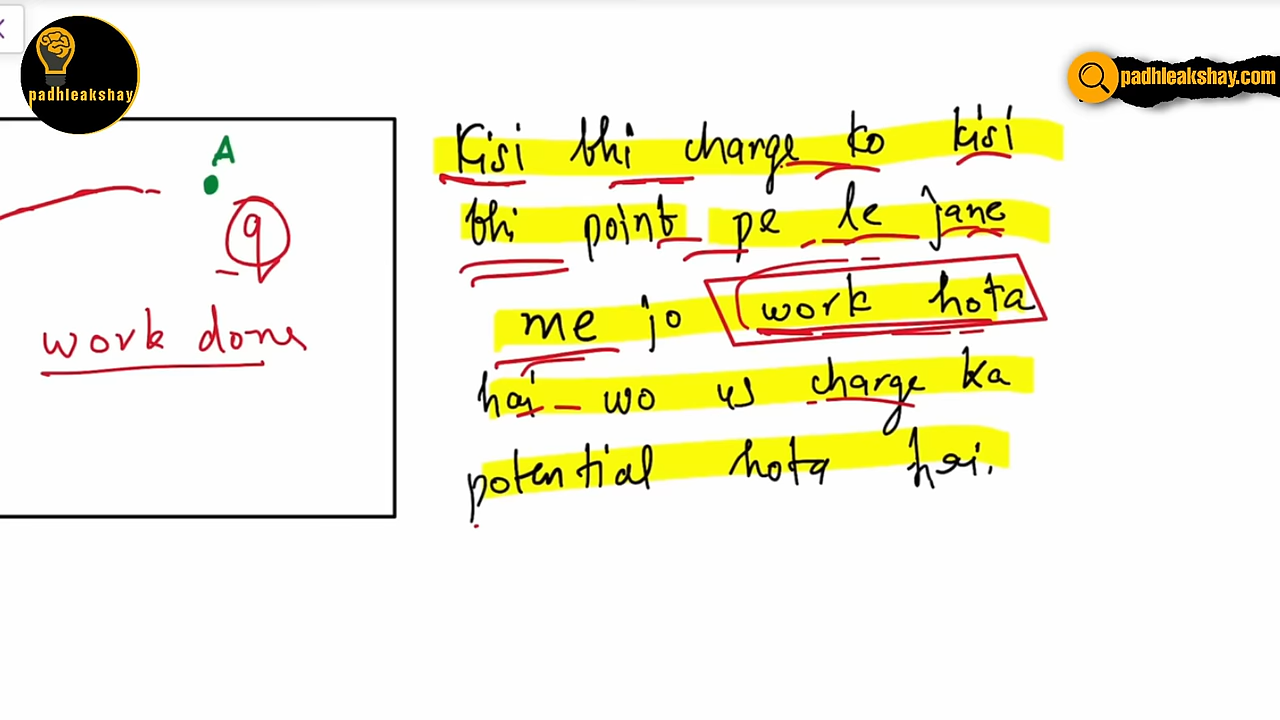 padhleakshay
padhleakshay.com
A
q
work done
Kisi bhi charge ko kisi
bhi point pe le jane
me jo work hota
hai wo us charge ka
potential hota hai.